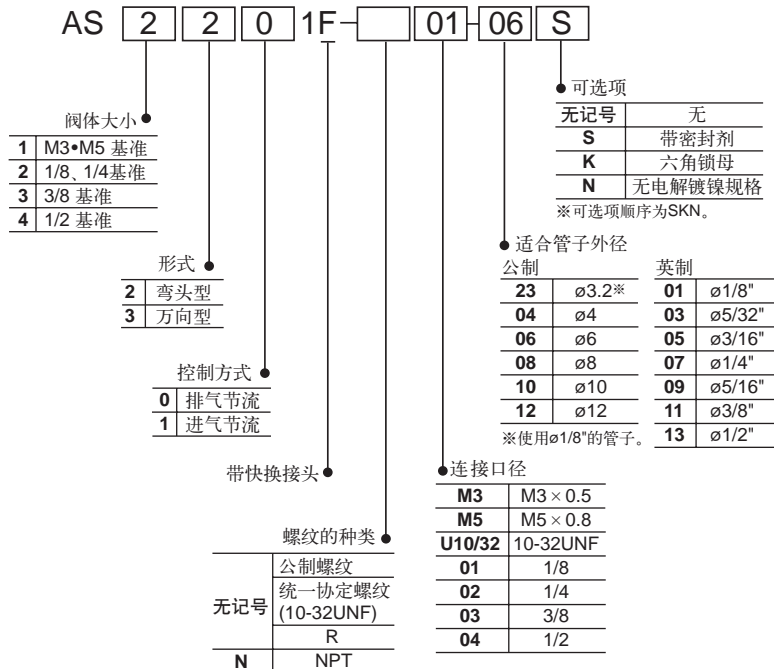 AS 2 2 0 1F- 01-06 S
可选项
无记号 无
S 带密封剂
K 六角锁母
N 无电解镀镍规格
※可选项顺序为SKN。
阀体大小
1 M3•M5 基准
2 1/8、1/4基准
3 3/8 基准
4 1/2 基准
适合管子外径
公制
23 ø3.2※
04 ø4
06 ø6
08 ø8
10 ø10
12 ø12
※使用ø1/8"的管子。
英制
01 ø1/8"
03 ø5/32"
05 ø3/16"
07 ø1/4"
09 ø5/16"
11 ø3/8"
13 ø1/2"
形式
2 弯头型
3 万向型
控制方式
0 排气节流
1 进气节流
带快换接头
连接口径
M3 M3×0.5
M5 M5×0.8
U10/32 10-32UNF
01 1/8
02 1/4
03 3/8
04 1/2
螺纹的种类
无记号 公制螺纹
统一协定螺纹
(10-32UNF)
R
N NPT